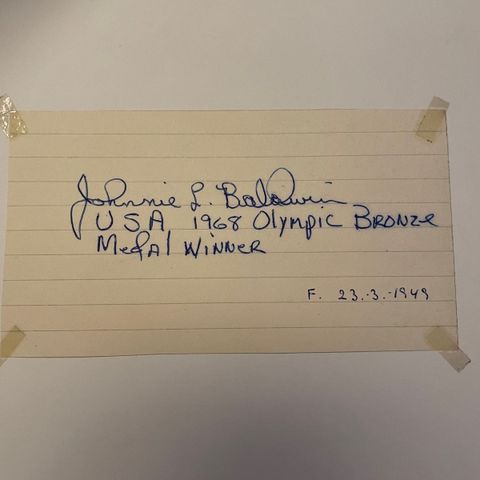 Johnnie L. Baldwin
USA 1968 Olympic Bronze
Medal Winner
F. 23.-3.-1949